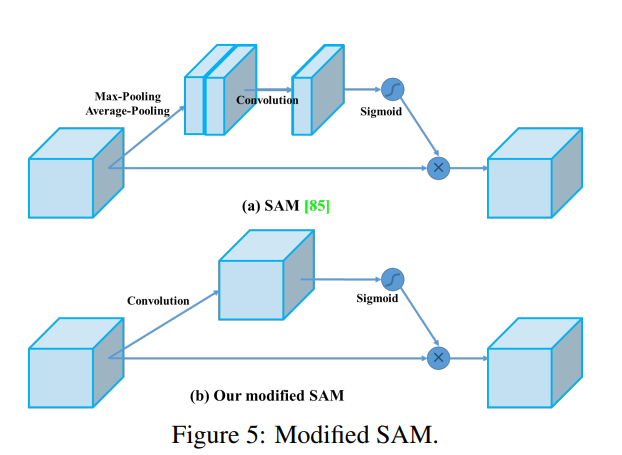 Max-Pooling
Average-Pooling
Convolution
Sigmoid
(a) SAM [85]
Convolution
Sigmoid
(b) Our modified SAM
Figure 5: Modified SAM.